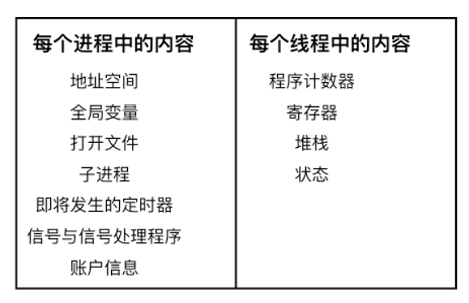 每个进程中的内容
地址空间
全局变量
打开文件
子进程
即将发生的定时器
信号与信号处理程序
账户信息
每个线程中的内容
程序计数器
寄存器
堆栈
状态